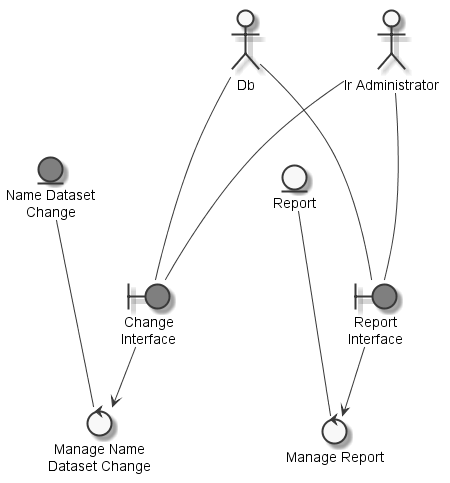 Db
Ir Administrator
Name Dataset
Change
Report
Change
Interface
Report
Interface
Manage Name
Dataset Change
Manage Report